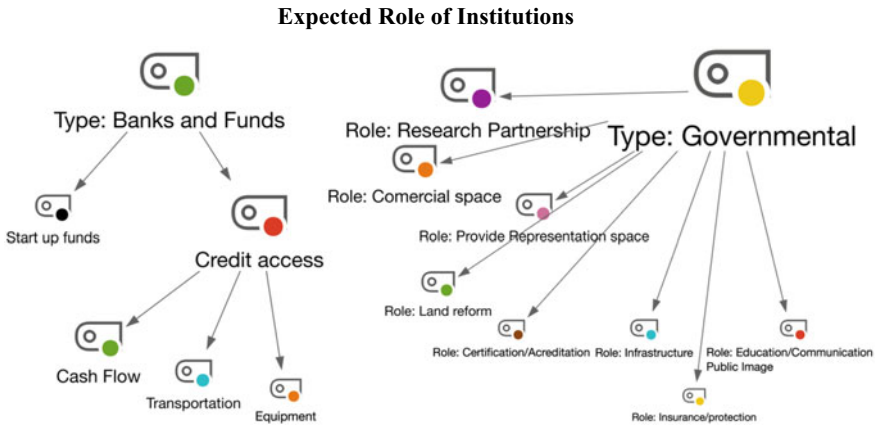 Expected Role of Institutions
Type: Banks and Funds
Start up funds
Credit access
Cash Flow
Transportation
Equipment
Type: Governmental
Role: Research Partnership
Role: Comercial space
Role: Provide Representation space
Role: Land reform
Role: Certification/Acreditation
Role: Infrastructure
Role: Education/Communication
Public Image
Role: Insurance/protection